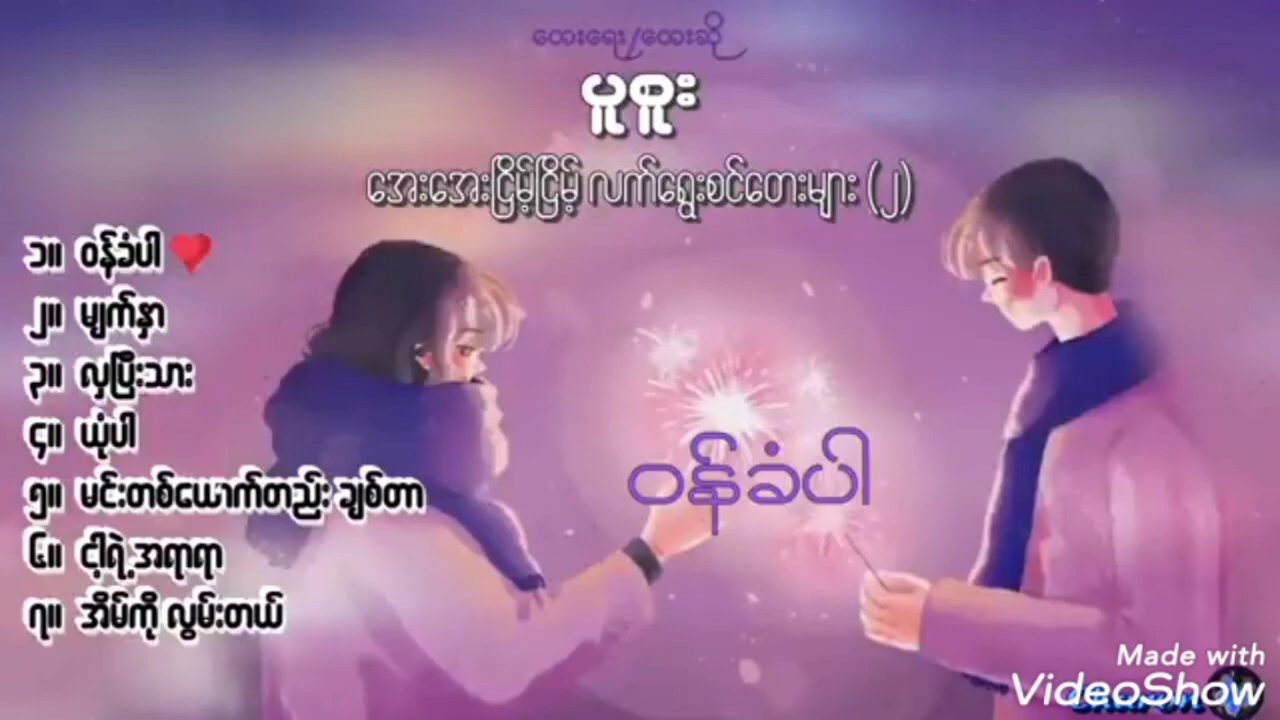 တေးရေး/တေးဆို
ပူစူး
အေးအေးငြိမ့်ငြိမ့် လက်ရွေးစင်တေးများ (၂)
၁။ ဝန်ခံပါ ♥
၂။ မျက်နှာ
၃။ လှပြီးသား
၄။ ယုံပါ
၅။ မင်းတစ်ယောက်တည်း ချစ်တာ
၆။ ငါ့ရဲ့အရာရာ
၇။ အိမ်ကို လွမ်းတယ်
ဝန်ခံပါ
Made with
VideoShow